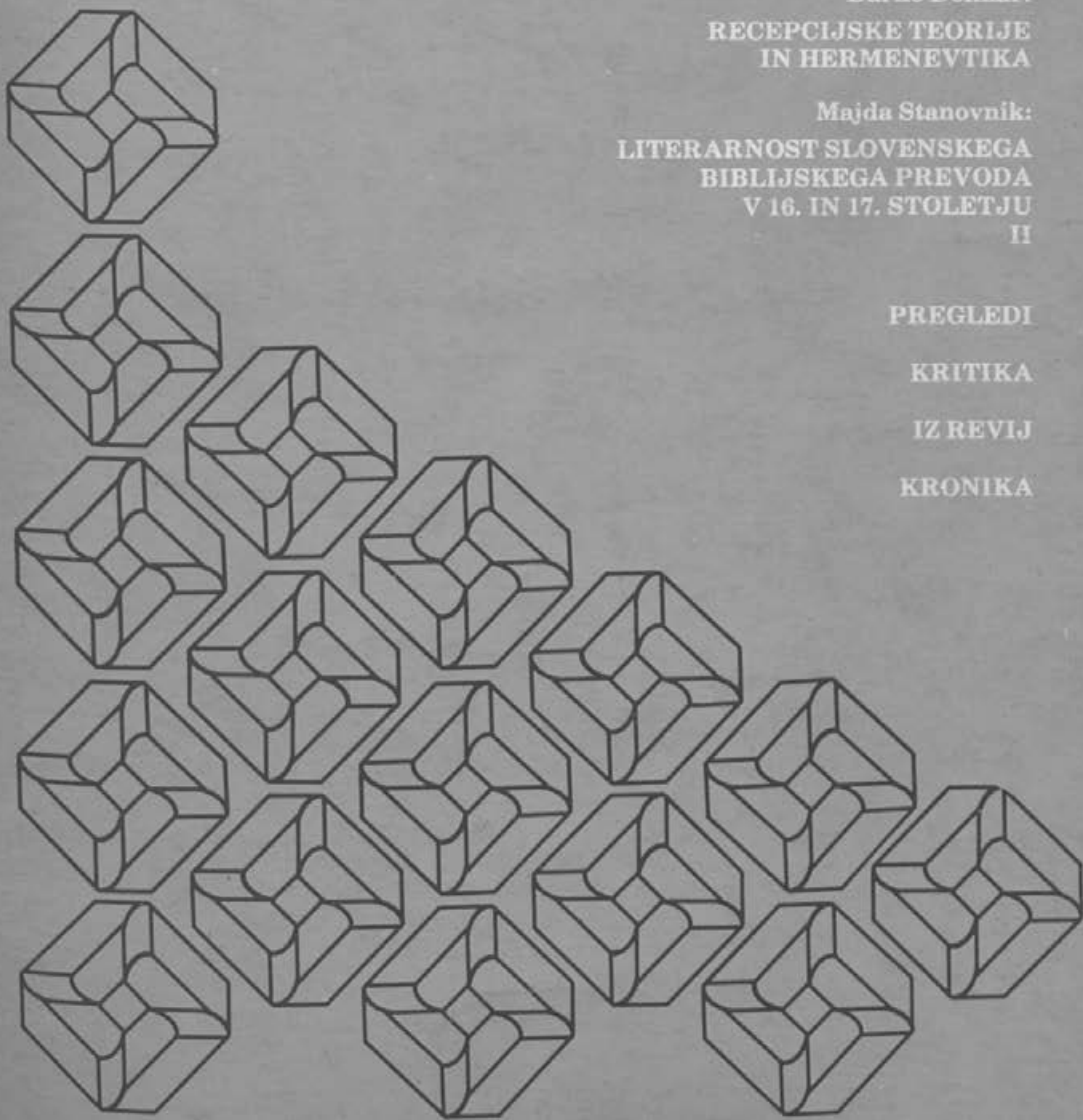 RECEPCIJSKE TEORIJE
IN HERMENEVTIKA
Majda Stanovnik:
LITERARNOST SLOVENSKEGA
BIBLIJSKEGA PREVODA
V 16. IN 17. STOLETJU
II
PREGLEDI
KRITIKA
IZ REVIJ
KRONIKA